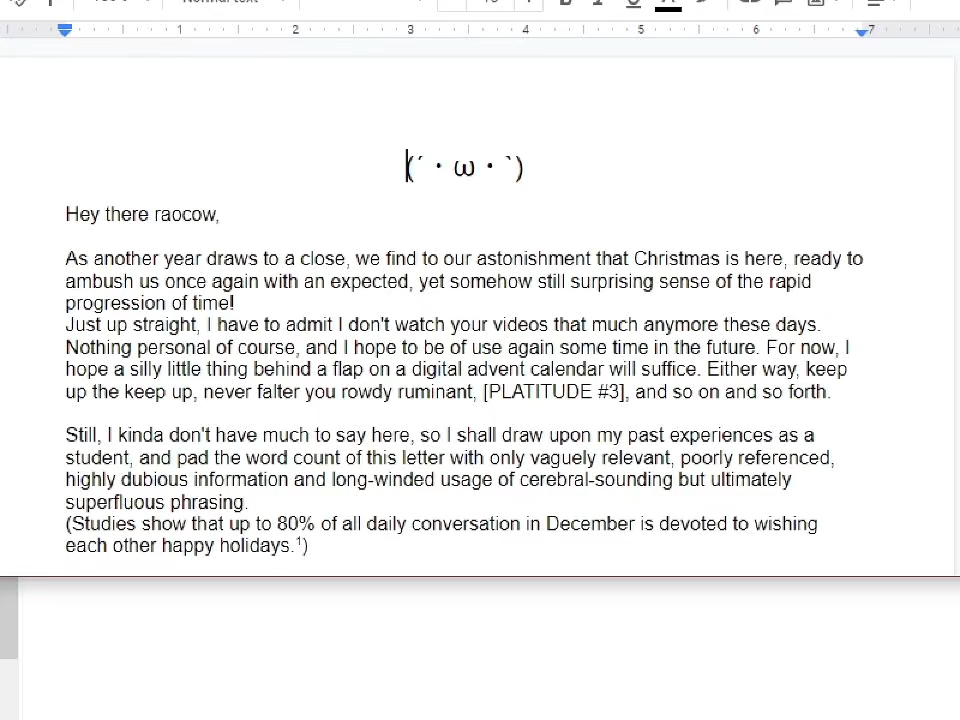 1 2 3 4 5 6 7
(´・ω・`)
Hey there raocow,
As another year draws to a close, we find to our astonishment that Christmas is here, ready to
ambush us once again with an expected, yet somehow still surprising sense of the rapid
progression of time!
Just up straight, I have to admit I don't watch your videos that much anymore these days.
Nothing personal of course, and I hope to be of use again some time in the future. For now, I
hope a silly little thing behind a flap on a digital advent calendar will suffice. Either way, keep
up the keep up, never falter you rowdy ruminant, [PLATITUDE #3], and so on and so forth.
Still, I kinda don't have much to say here, so I shall draw upon my past experiences as a
student, and pad the word count of this letter with only vaguely relevant, poorly referenced,
highly dubious information and long-winded usage of cerebral-sounding but ultimately
superfluous phrasing.
(Studies show that up to 80% of all daily conversation in December is devoted to wishing
each other happy holidays.¹)